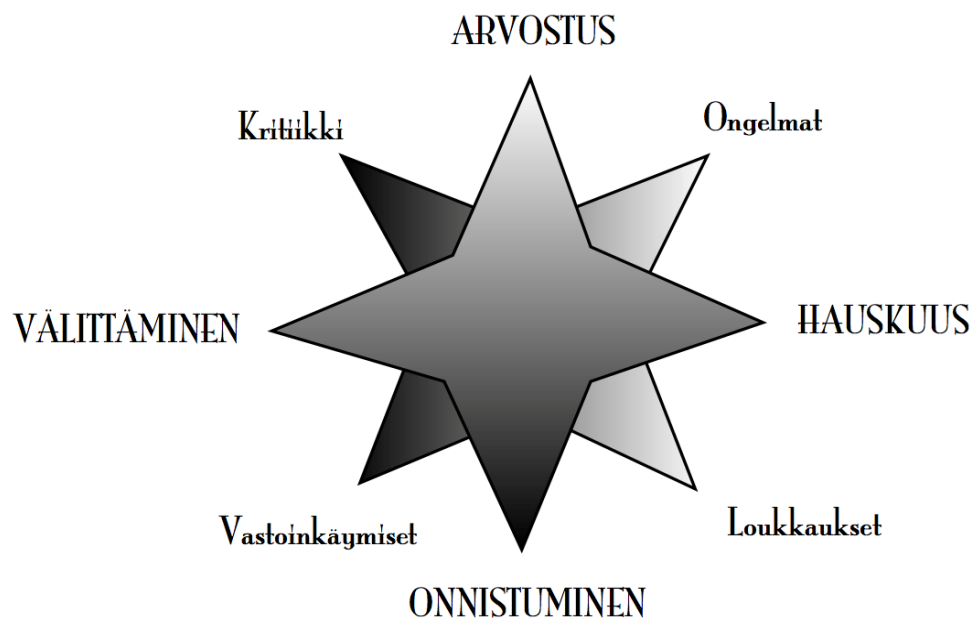 ARVOSTUS
Kritiikki
Ongelmat
VÄLITTÄMINEN
HAUSKUUS
Vastoinkäymiset
Loukkaukset
ONNISTUMINEN